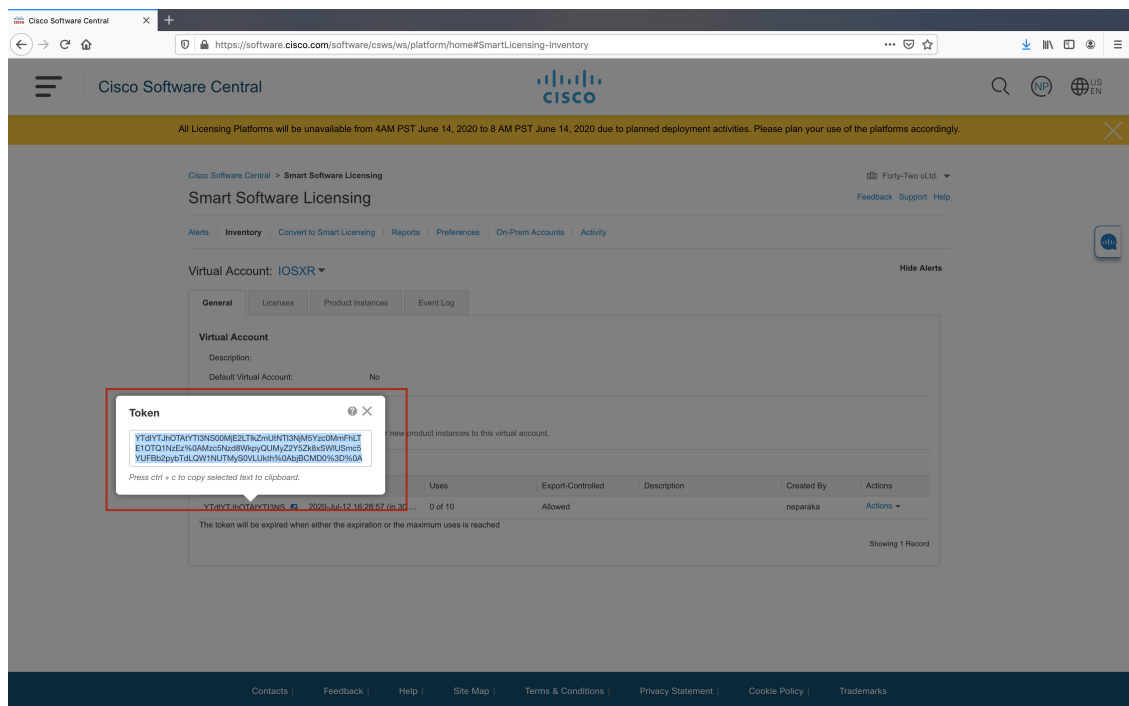 Cisco Software Central
https://software.cisco.com/software/csws/ws/platform/home#SmartLicensing-Inventory
Cisco Software Central
CISCO
NP
US
EN
All Licensing Platforms will be unavailable from 4AM PST June 14, 2020 to 8 AM PST June 14, 2020 due to planned deployment activities. Please plan your use of the platforms accordingly.
Cisco Software Central > Smart Software Licensing
Forty-Two uLtd.
Smart Software Licensing
Feedback Support Help
Alerts | Inventory | Convert to Smart Licensing | Reports | Preferences | On-Prem Accounts | Activity
Virtual Account: IOSXR
Hide Alerts
General Licenses Product Instances Event Log
Virtual Account
Description:
Default Virtual Account: No
Token
new product instances to this virtual account.
Press ctrl + c to copy selected text to clipboard.
Uses Export-Controlled Description Created By Actions
2020-Jul-12 16:28:57 (in 30 ... 0 of 10 Allowed neparaka Actions
The token will be expired when either the expiration or the maximum uses is reached
Showing 1 Record
Contacts | Feedback | Help | Site Map | Terms & Conditions | Privacy Statement | Cookie Policy | Trademarks